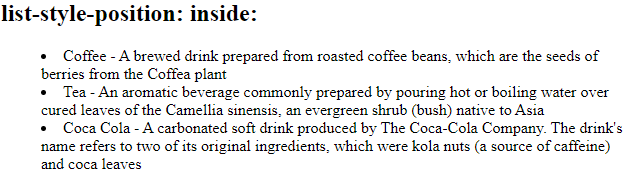 list-style-position: inside:
• Coffee - A brewed drink prepared from roasted coffee beans, which are the seeds of
berries from the Coffea plant
• Tea - An aromatic beverage commonly prepared by pouring hot or boiling water over
cured leaves of the Camellia sinensis, an evergreen shrub (bush) native to Asia
• Coca Cola - A carbonated soft drink produced by The Coca-Cola Company. The drink's
name refers to two of its original ingredients, which were kola nuts (a source of caffeine)
and coca leaves